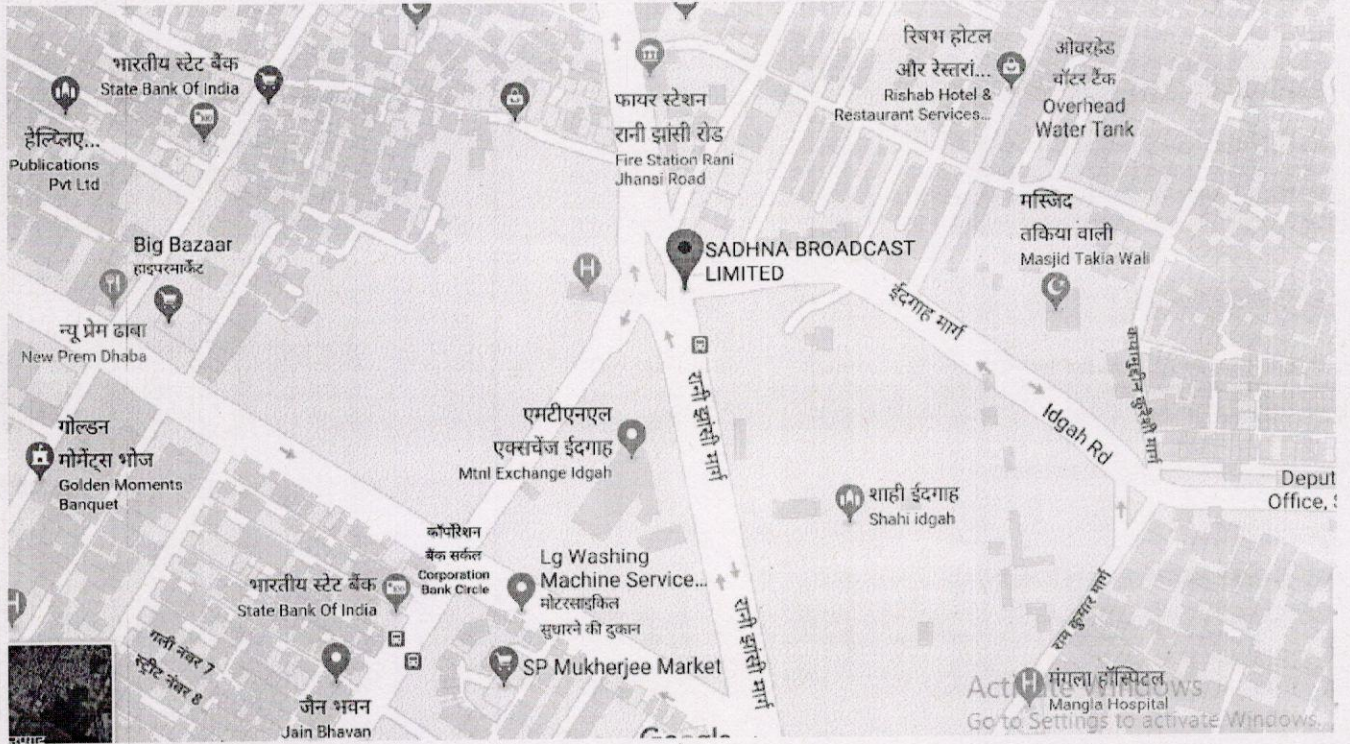 भारतीय स्टेट बैंक
State Bank Of India
हेल्प्लिए...
Publications
Pvt Ltd
फायर स्टेशन
रानी झांसी रोड
Fire Station Rani
Jhansi Road
रिषभ होटल
और रेस्तरां...
Rishab Hotel &
Restaurant Services...
ओवरहेड
वॉटर टैंक
Overhead
Water Tank
मस्जिद
तकिया वाली
Masjid Takia Wali
Big Bazaar
हाइपरमार्केट
न्यू प्रेम ढाबा
New Prem Dhaba
H
SADHNA BROADCAST
LIMITED
ईदगाह मार्ग
Idgah Rd
रानी झांसी मार्ग
एमटीएनएल
एक्सचेंज ईदगाह
Mtnl Exchange Idgah
गोल्डन
मोमेंट्स भोज
Golden Moments
Banquet
शाही ईदगाह
Shahi idgah
Deput
Office,
कॉर्पोरेशन
बैंक सर्कल
Corporation
Bank Circle
भारतीय स्टेट बैंक
State Bank Of India
Lg Washing
Machine Service...
मोटरसाइकिल
सुधारने की दुकान
रानी झांसी मार्ग
राम कुमार मार्ग
गली नंबर 7
स्ट्रीट नंबर 8
SP Mukherjee Market
जैन भवन
Jain Bhavan
H
मंगला हॉस्पिटल
Mangla Hospital
Activate Windows
Go to Settings to activate Windows.
Google